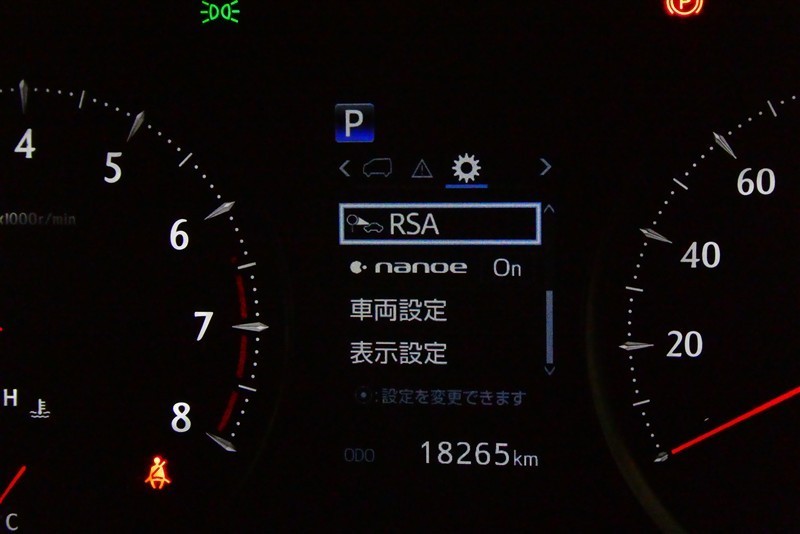 P
P
4
5
x1000r/min
6
7
8
H
C
RSA
nanoe On
車両設定
表示設定
⦿:設定を変更できます
ODO 18265km
60
40
20